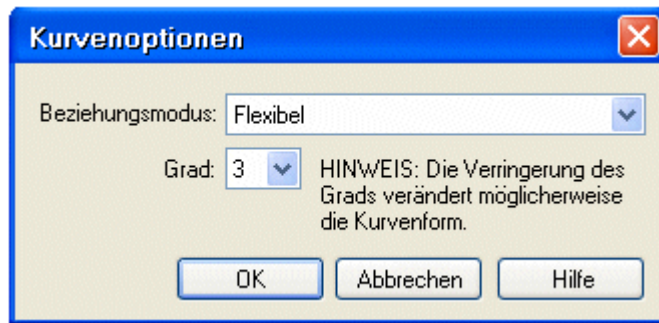 Kurvenoptionen
Beziehungsmodus: Flexibel
Grad: 3 HINWEIS: Die Verringerung des
Grads verändert möglicherweise
die Kurvenform.
OK Abbrechen Hilfe